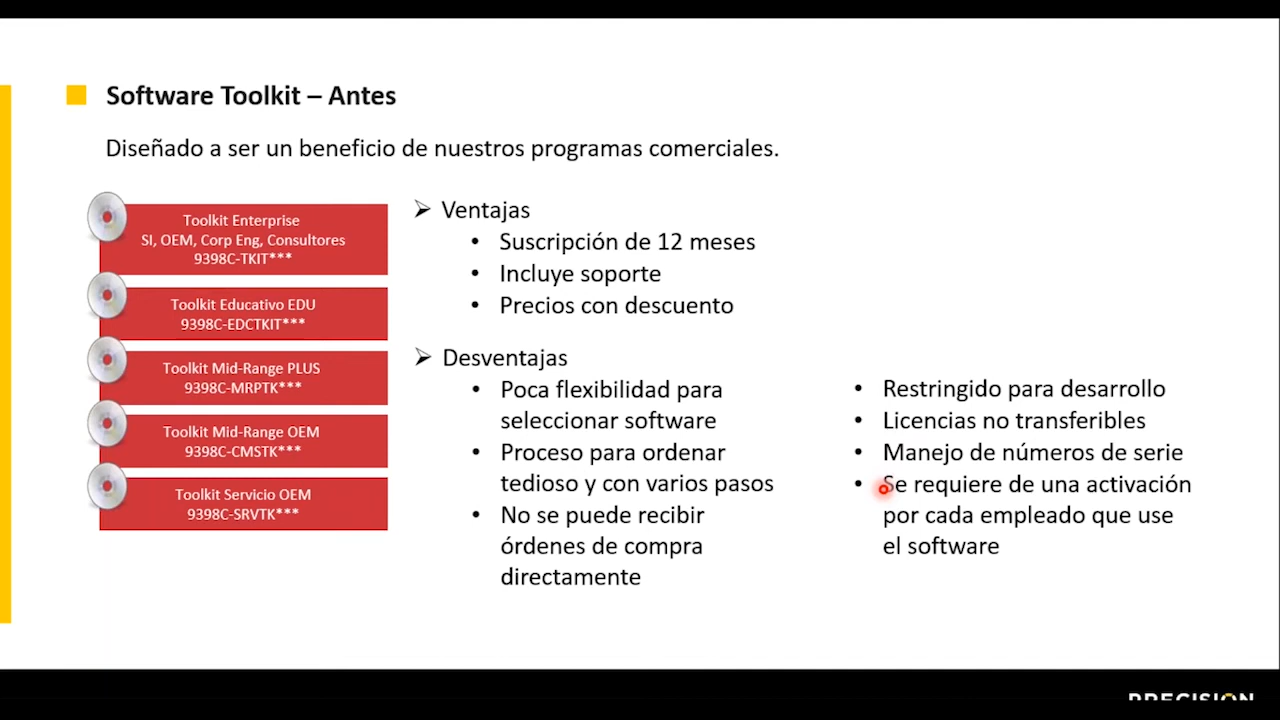 Software Toolkit – Antes
Diseñado a ser un beneficio de nuestros programas comerciales.
Toolkit Enterprise
SI, OEM, Corp Eng, Consultores
9398C-TKIT***
Toolkit Educativo EDU
9398C-EDCTKIT***
Toolkit Mid-Range PLUS
9398C-MRPTK***
Toolkit Mid-Range OEM
9398C-CMSTK***
Toolkit Servicio OEM
9398C-SRVTK***
Ventajas
Suscripción de 12 meses
Incluye soporte
Precios con descuento
Desventajas
Poca flexibilidad para
seleccionar software
Proceso para ordenar
tedioso y con varios pasos
No se puede recibir
órdenes de compra
directamente
Restringido para desarrollo
Licencias no transferibles
Manejo de números de serie
Se requiere de una activación
por cada empleado que use
el software
PRECISION